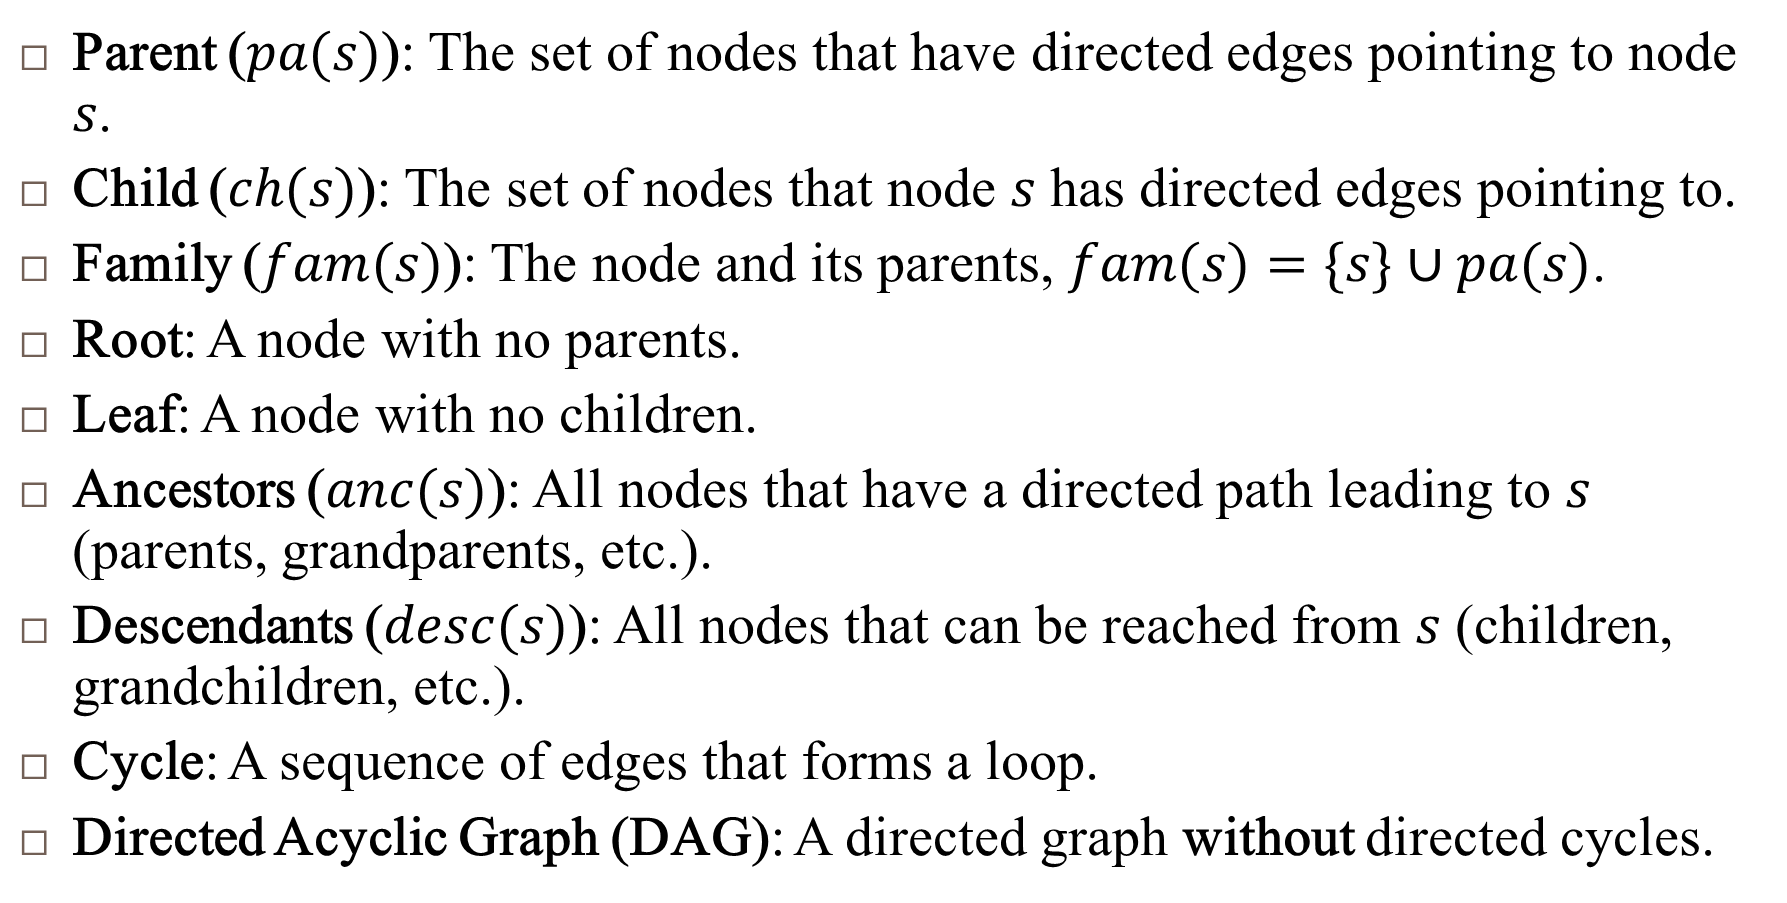 □ Parent (pa(s)): The set of nodes that have directed edges pointing to node
s.
□ Child (ch(s)): The set of nodes that node s has directed edges pointing to.
□ Family (fam(s)): The node and its parents, fam(s) = {s} ∪ pa(s).
□ Root: A node with no parents.
□ Leaf: A node with no children.
□ Ancestors (anc(s)): All nodes that have a directed path leading to s
(parents, grandparents, etc.).
□ Descendants (desc(s)): All nodes that can be reached from s (children,
grandchildren, etc.).
□ Cycle: A sequence of edges that forms a loop.
□ Directed Acyclic Graph (DAG): A directed graph without directed cycles.